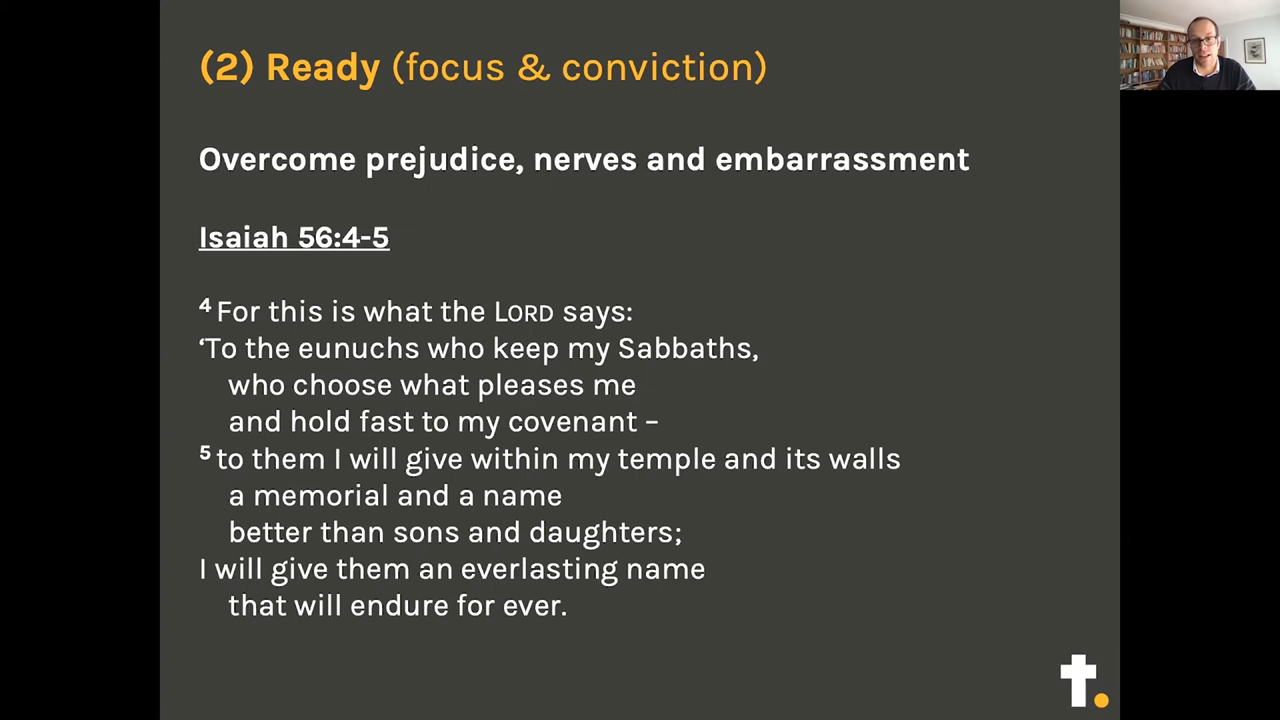 (2) Ready (focus & conviction)
Overcome prejudice, nerves and embarrassment
Isaiah 56:4-5
4 For this is what the LORD says:
‘To the eunuchs who keep my Sabbaths,
who choose what pleases me
and hold fast to my covenant –
5 to them I will give within my temple and its walls
a memorial and a name
better than sons and daughters;
I will give them an everlasting name
that will endure for ever.